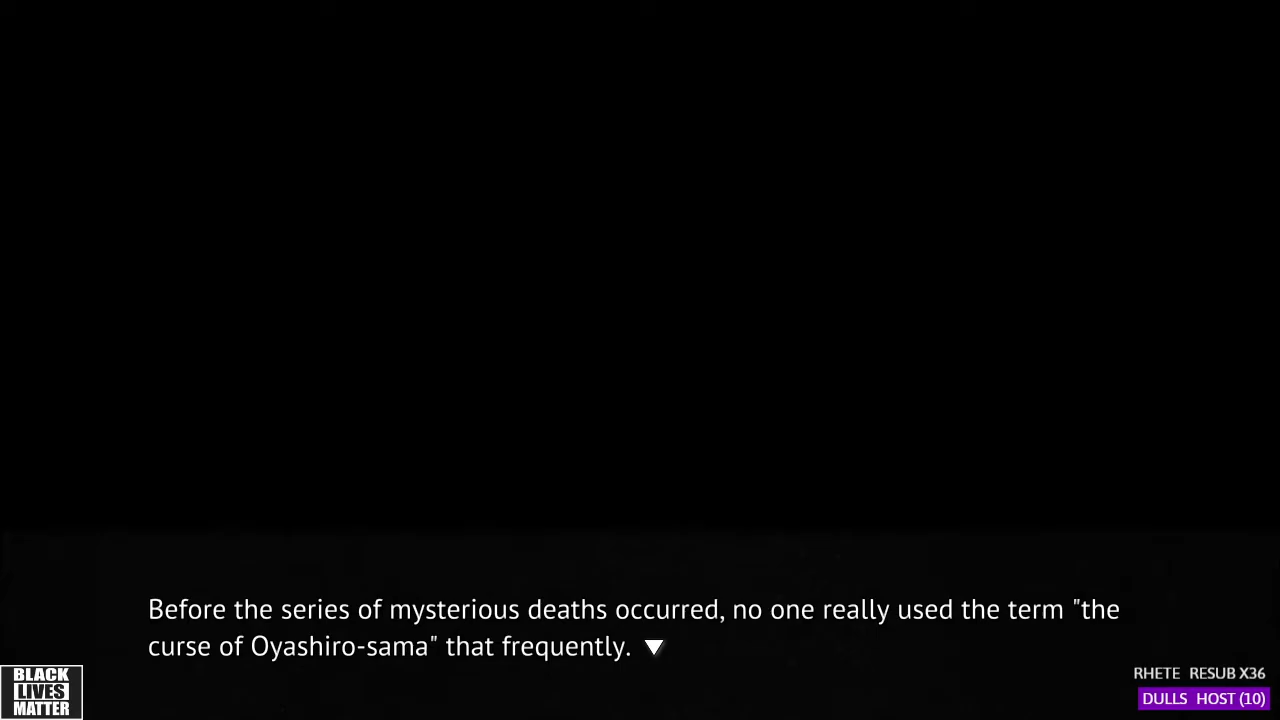 Before the series of mysterious deaths occurred, no one really used the term "the
curse of Oyashiro-sama" that frequently.
BLACK
LIVES
MATTER
RHETE RESUB X36
DULLS HOST (10)